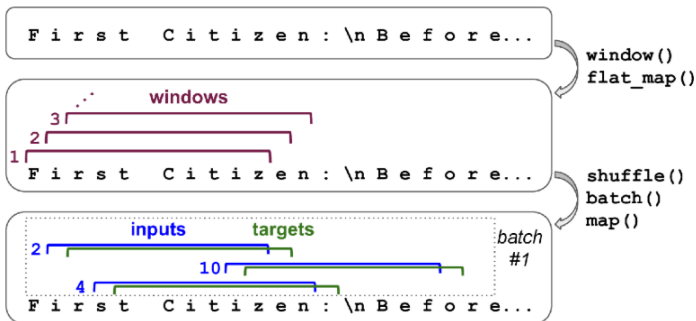 First Citizen: \nBefore...
window()
flat_map()
windows
3
2
1
First Citizen: \nBefore...
shuffle()
batch()
map()
inputs targets
batch
#1
2
10
4
First Citizen: \nBefore...